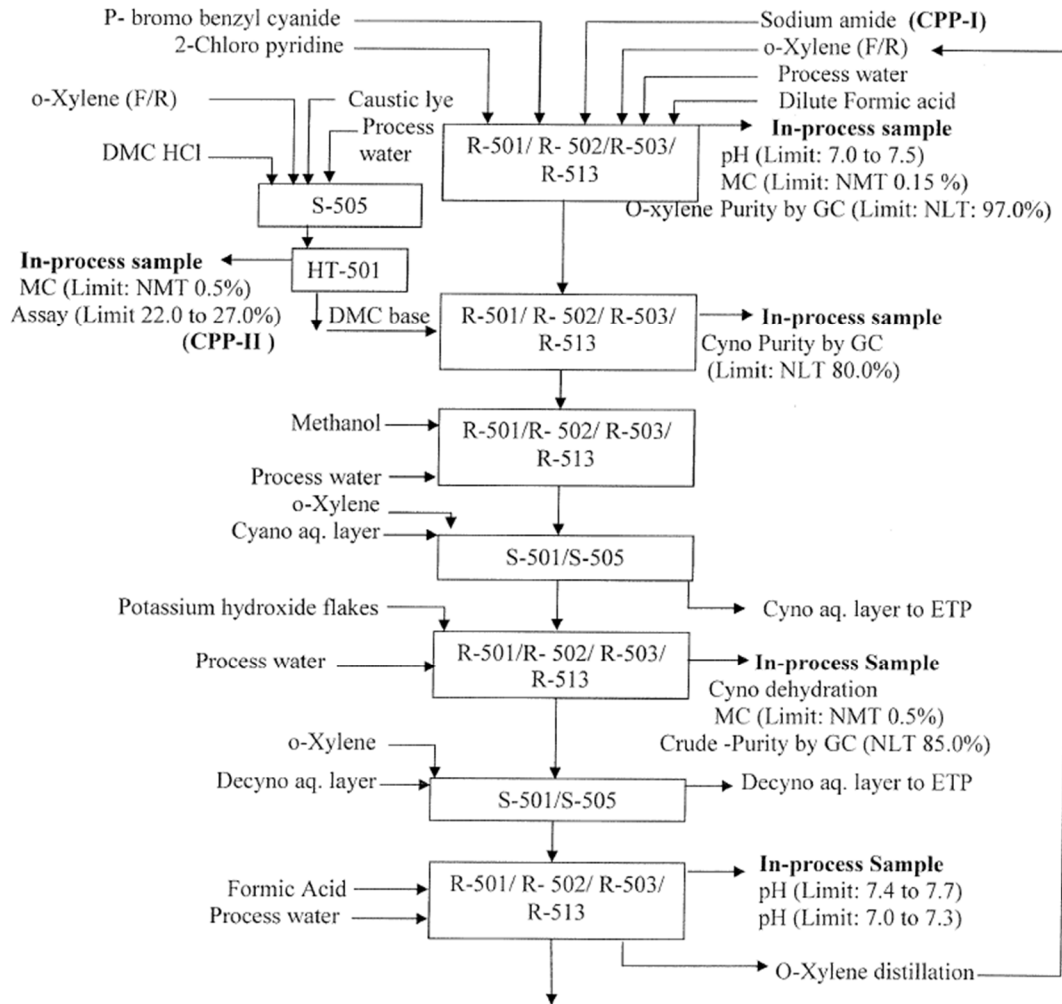 P- bromo benzyl cyanide
2-Chloro pyridine
Sodium amide (CPP-I)
o-Xylene (F/R)
Process water
Dilute Formic acid
o-Xylene (F/R)
DMC HCl
Caustic lye
Process
water
R-501/ R- 502/R-503/
R-513
In-process sample
pH (Limit: 7.0 to 7.5)
MC (Limit: NMT 0.15 %)
O-xylene Purity by GC (Limit: NLT: 97.0%)
S-505
HT-501
In-process sample
MC (Limit: NMT 0.5%)
Assay (Limit 22.0 to 27.0%)
(CPP-II )
DMC base
R-501/ R- 502/ R-503/
R-513
In-process sample
Cyno Purity by GC
(Limit: NLT 80.0%)
Methanol
Process water
R-501/R- 502/ R-503/
R-513
o-Xylene
Cyano aq. layer
S-501/S-505
Cyno aq. layer to ETP
Potassium hydroxide flakes
Process water
R-501/R- 502/ R-503/
R-513
In-process Sample
Cyno dehydration
MC (Limit: NMT 0.5%)
Crude -Purity by GC (NLT 85.0%)
o-Xylene
Decyno aq. layer
S-501/S-505
Decyno aq. layer to ETP
Formic Acid
Process water
R-501/ R- 502/ R-503/
R-513
In-process Sample
pH (Limit: 7.4 to 7.7)
pH (Limit: 7.0 to 7.3)
O-Xylene distillation